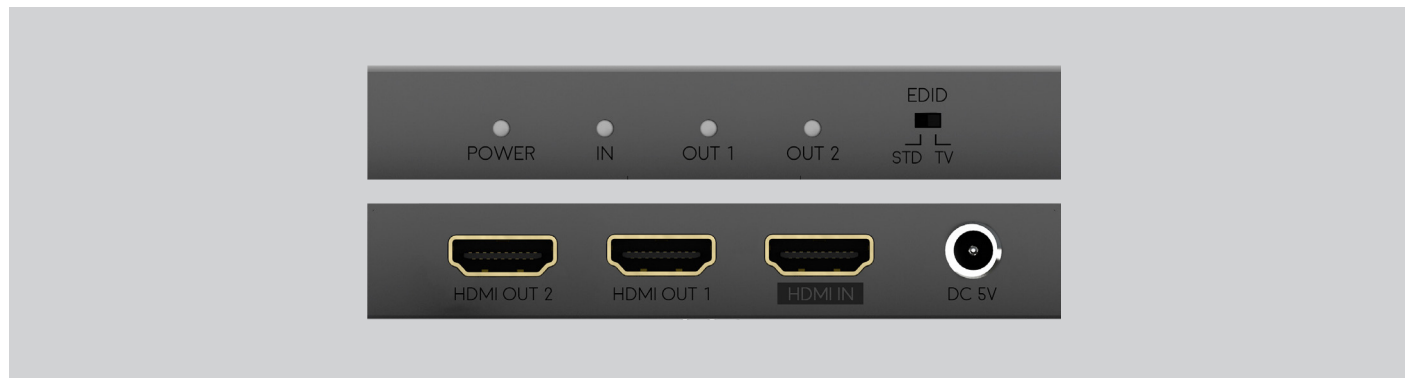 EDID
POWER IN OUT 1 OUT 2 STD TV
HDMI OUT 2 HDMI OUT 1 HDMI IN DC 5V